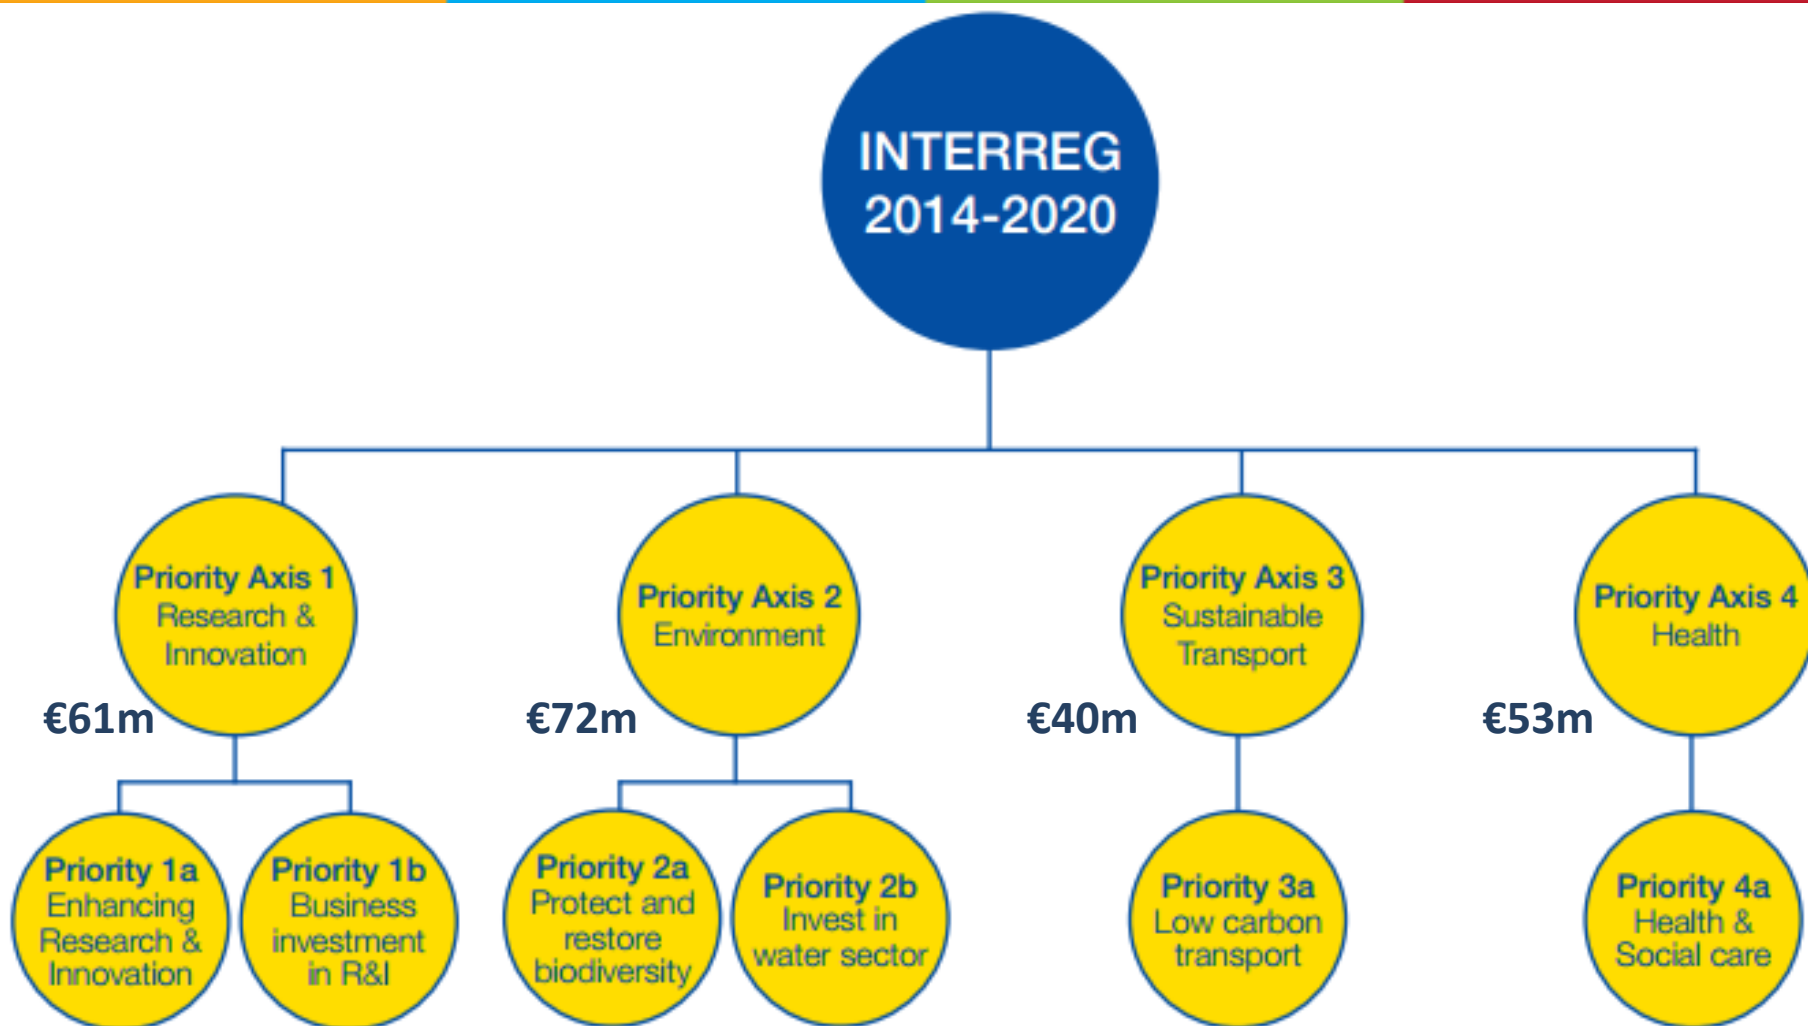 INTERREG
2014-2020
Priority Axis 1
Research &
Innovation
€61m
Priority Axis 2
Environment
€72m
Priority Axis 3
Sustainable
Transport
€40m
Priority Axis 4
Health
€53m
Priority 1a
Enhancing
Research &
Innovation
Priority 1b
Business
investment
in R&I
Priority 2a
Protect and
restore
biodiversity
Priority 2b
Invest in
water sector
Priority 3a
Low carbon
transport
Priority 4a
Health &
Social care